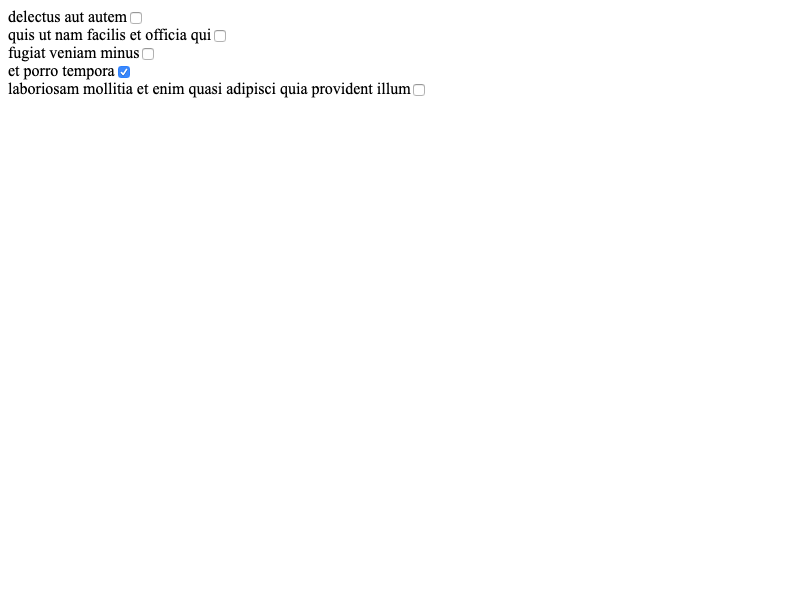 delectus aut autem
quis ut nam facilis et officia qui
fugiat veniam minus
et porro tempora
laboriosam mollitia et enim quasi adipisci quia provident illum